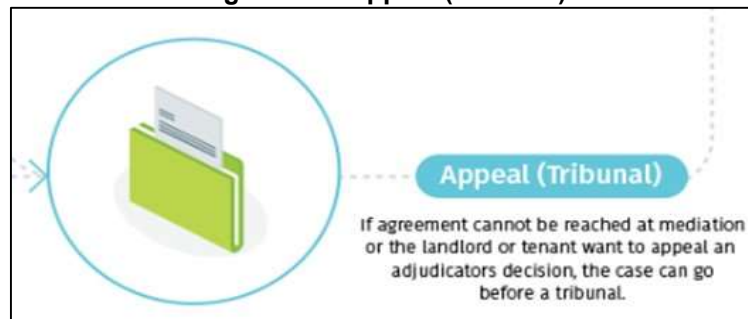 Appeal (Tribunal)
If agreement cannot be reached at mediation
or the landlord or tenant want to appeal an
adjudicators decision, the case can go
before a tribunal.